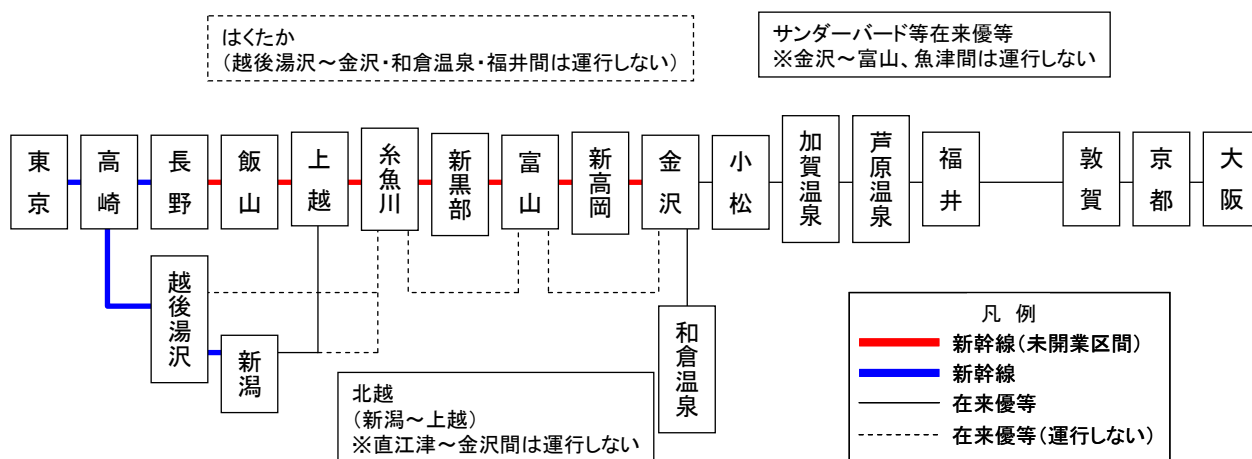 はくたか
(越後湯沢～金沢・和倉温泉・福井間は運行しない)
サンダーバード等在来優等
※金沢～富山、魚津間は運行しない
東京
高崎
長野
飯山
上越
糸魚川
新黒部
富山
新高岡
金沢
小松
加賀温泉
芦原温泉
福井
敦賀
京都
大阪
越後湯沢
新潟
和倉温泉
北越
(新潟～上越)
※直江津～金沢間は運行しない
凡 例
新幹線(未開業区間)
新幹線
在来優等
在来優等(運行しない)